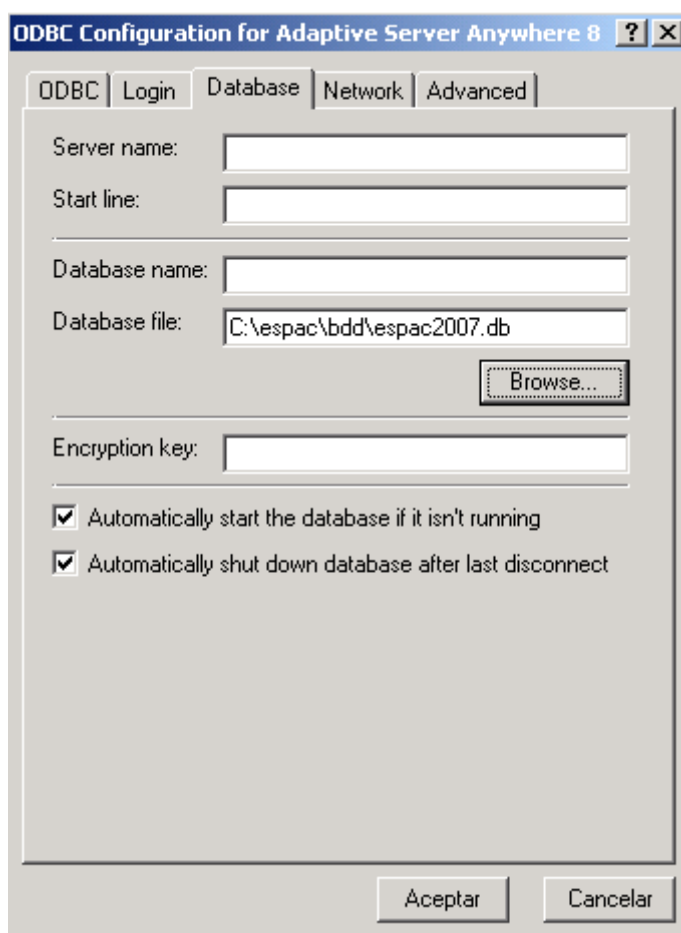 ODBC Configuration for Adaptive Server Anywhere 8
ODBC Login Database Network Advanced
Server name:
Start line:
Database name:
Database file: C:\espac\bdd\espac2007.db
Browse...
Encryption key:
Automatically start the database if it isn't running
Automatically shut down database after last disconnect
Aceptar Cancelar